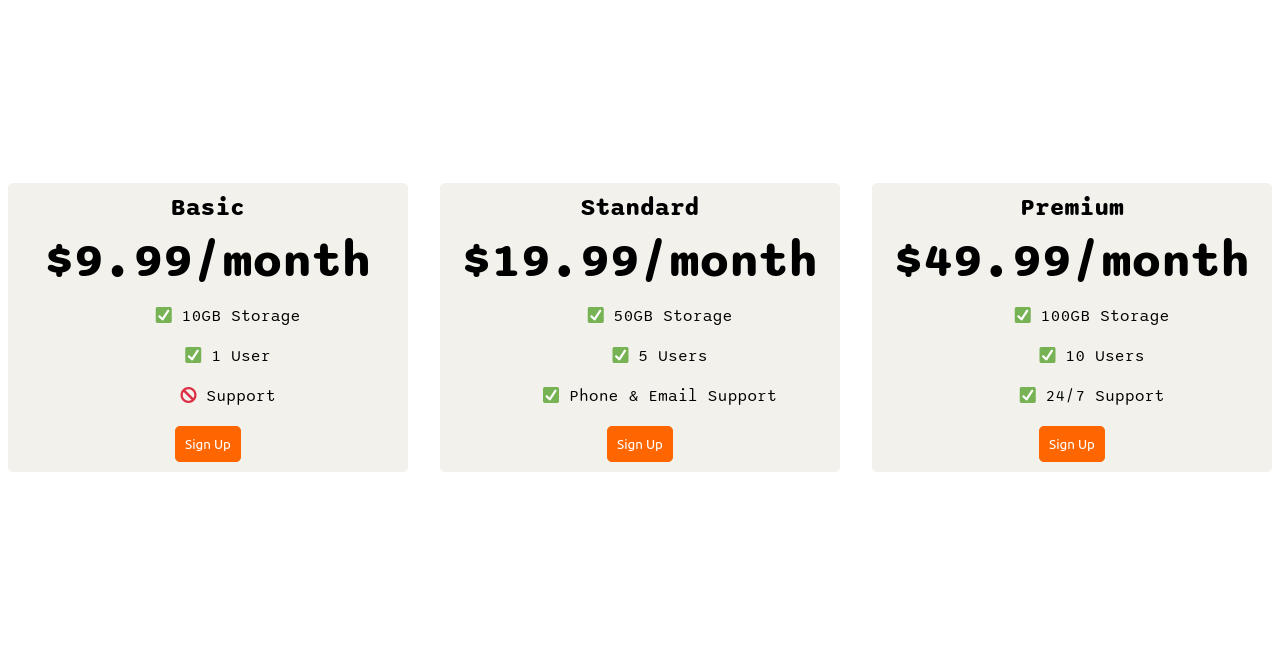 Basic
$9.99/month
✅ 10GB Storage
✅ 1 User
🚫 Support
Sign Up
Standard
$19.99/month
✅ 50GB Storage
✅ 5 Users
✅ Phone & Email Support
Sign Up
Premium
$49.99/month
✅ 100GB Storage
✅ 10 Users
✅ 24/7 Support
Sign Up